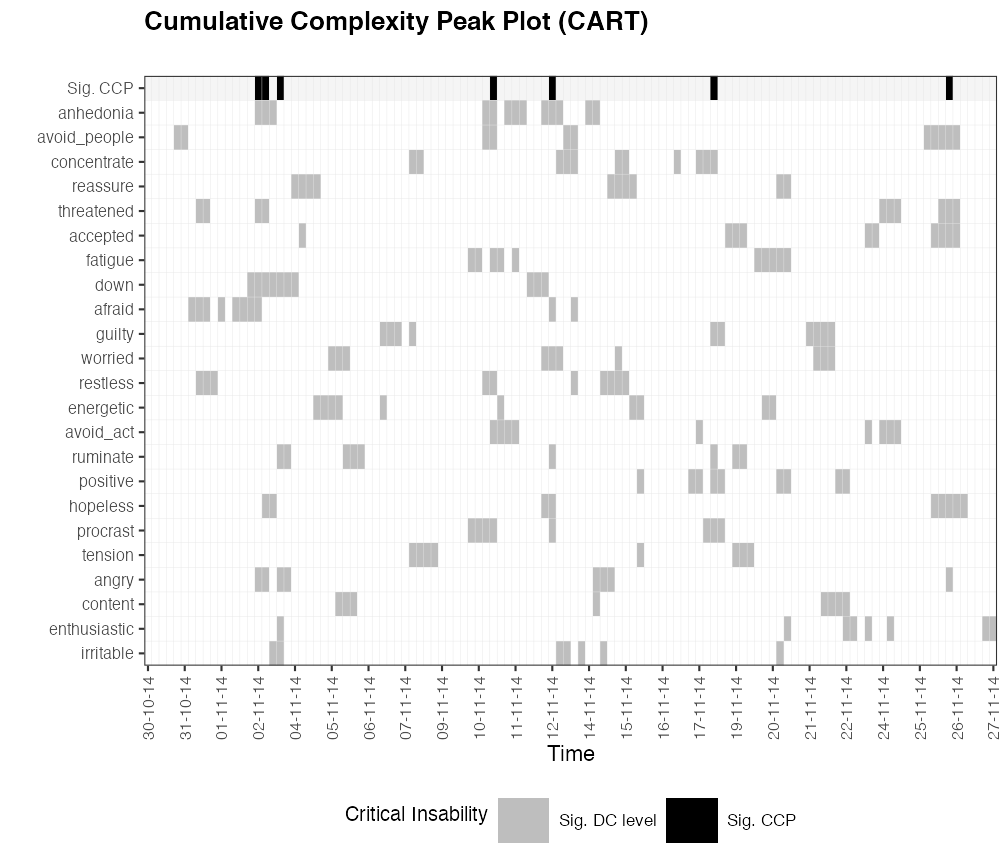 Cumulative Complexity Peak Plot (CART)
Sig. CCP
anhedonia
avoid_people
concentrate
reassure
threatened
accepted
fatigue
down
afraid
guilty
worried
restless
energetic
avoid_act
ruminate
positive
hopeless
procrast
tension
angry
content
enthusiastic
irritable
30-10-14
31-10-14
01-11-14
02-11-14
04-11-14
05-11-14
06-11-14
07-11-14
09-11-14
10-11-14
11-11-14
12-11-14
14-11-14
15-11-14
16-11-14
17-11-14
19-11-14
20-11-14
21-11-14
22-11-14
24-11-14
25-11-14
26-11-14
27-11-14
Time
Critical Insability Sig. DC level Sig. CCP